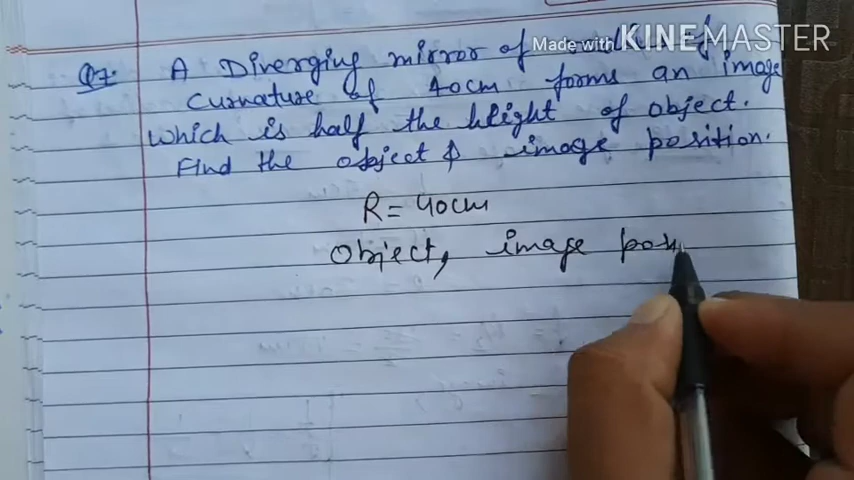 Made with KINEMASTER
Q7. A Diverging mirror of
Curvature of 40cm forms an image
which is half the height of object.
Find the object & image position.
R = 40cm
Object, image pos